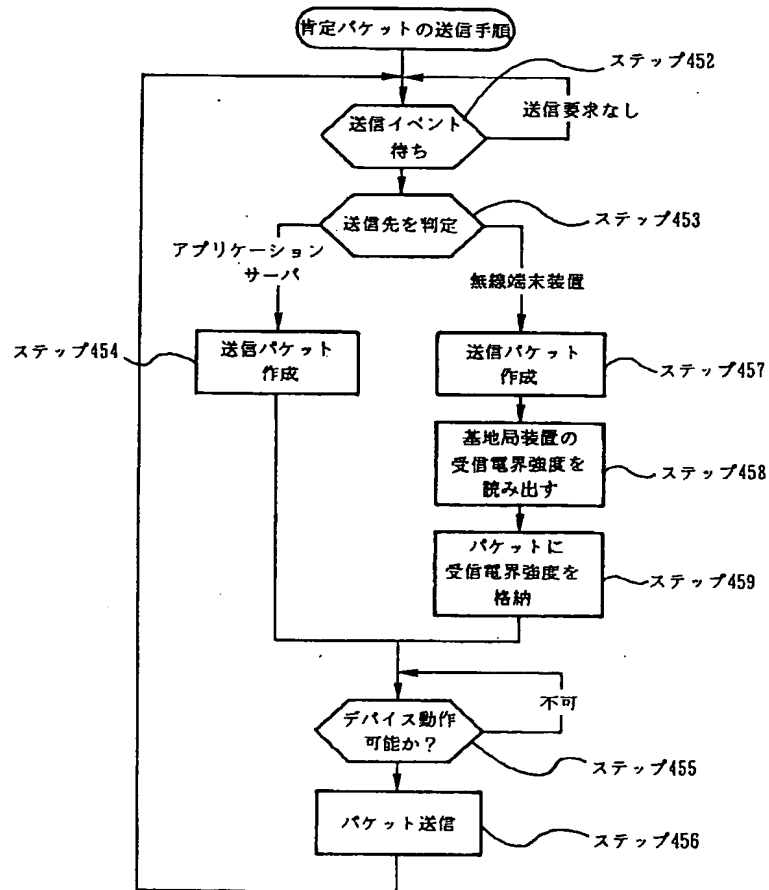 肯定パケットの送信手順
ステップ452
送信要求なし
送信イベント
待ち
送信先を判定
ステップ453
アプリケーション
サーバ
無線端末装置
ステップ454
送信パケット
作成
送信パケット
作成
ステップ457
基地局装置の
受信電界強度を
読み出す
ステップ458
パケットに
受信電界強度を
格納
ステップ459
不可
デバイス動作
可能か?
ステップ455
パケット送信
ステップ456